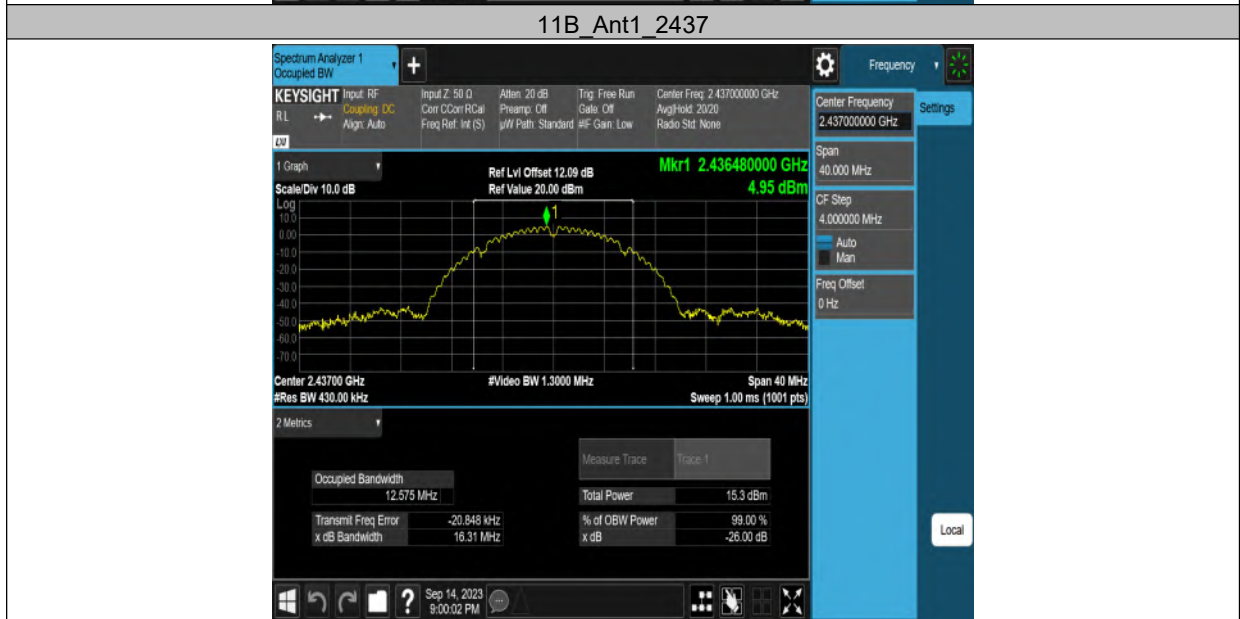 11B_Ant1_2437
Spectrum Analyzer 1
Occupied BW
Frequency
KEYSIGHT
RL
LXI
Input: RF
Coupling: DC
Align: Auto
Input Z: 50 Ω
Corr CCorr RCal
Freq Ref: Int (S)
Atten: 20 dB
Preamp: Off
µW Path: Standard
Trig: Free Run
Gate: Off
#IF Gain: Low
Center Freq: 2.437000000 GHz
Avg|Hold: 20/20
Radio Std: None
1 Graph
Scale/Div 10.0 dB
Ref Lvl Offset 12.09 dB
Ref Value 20.00 dBm
Mkr1 2.436480000 GHz
4.95 dBm
Log
10.0
0.00
-10.0
-20.0
-30.0
-40.0
-50.0
-60.0
-70.0
1
Center 2.43700 GHz
#Video BW 1.3000 MHz
Span 40 MHz
#Res BW 430.00 kHz
Sweep 1.00 ms (1001 pts)
2 Metrics
Measure Trace
Trace 1
Occupied Bandwidth
12.575 MHz
Total Power
15.3 dBm
Transmit Freq Error
-20.848 kHz
% of OBW Power
99.00 %
x dB Bandwidth
16.31 MHz
x dB
-26.00 dB
Center Frequency
2.437000000 GHz
Settings
Span
40.000 MHz
CF Step
4.000000 MHz
Auto
Man
Freq Offset
0 Hz
Local
?
Sep 14, 2023
9:00:02 PM